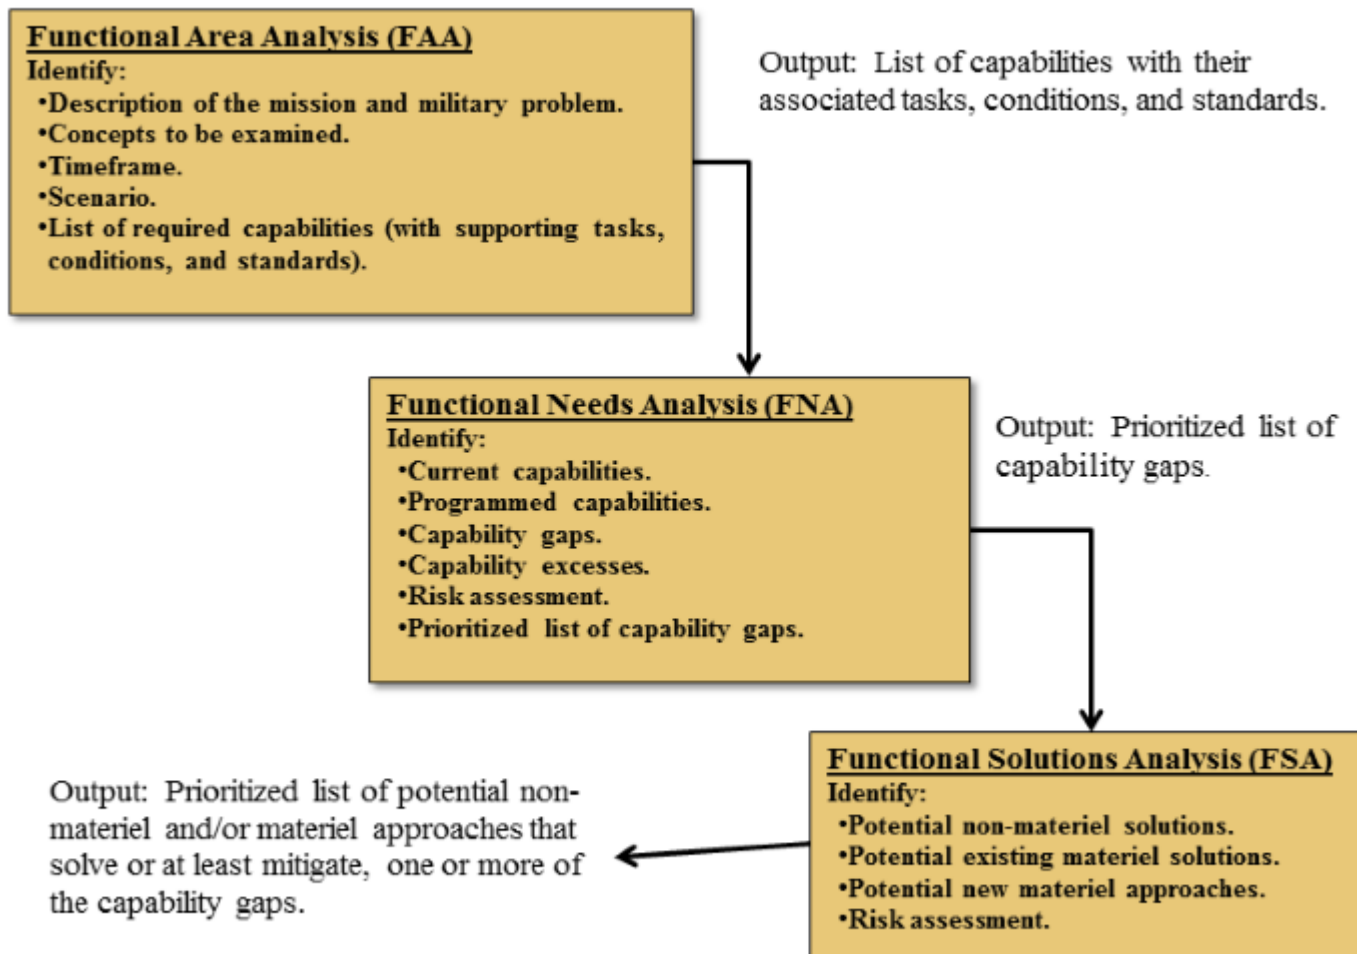 Functional Area Analysis (FAA)
Identify:
•Description of the mission and military problem.
•Concepts to be examined.
•Timeframe.
•Scenario.
•List of required capabilities (with supporting tasks,
conditions, and standards).
Output: List of capabilities with their
associated tasks, conditions, and standards.
Functional Needs Analysis (FNA)
Identify:
•Current capabilities.
•Programmed capabilities.
•Capability gaps.
•Capability excesses.
•Risk assessment.
•Prioritized list of capability gaps.
Output: Prioritized list of
capability gaps.
Functional Solutions Analysis (FSA)
Identify:
•Potential non-materiel solutions.
•Potential existing materiel solutions.
•Potential new materiel approaches.
•Risk assessment.
Output: Prioritized list of potential non-
materiel and/or materiel approaches that
solve or at least mitigate, one or more of
the capability gaps.